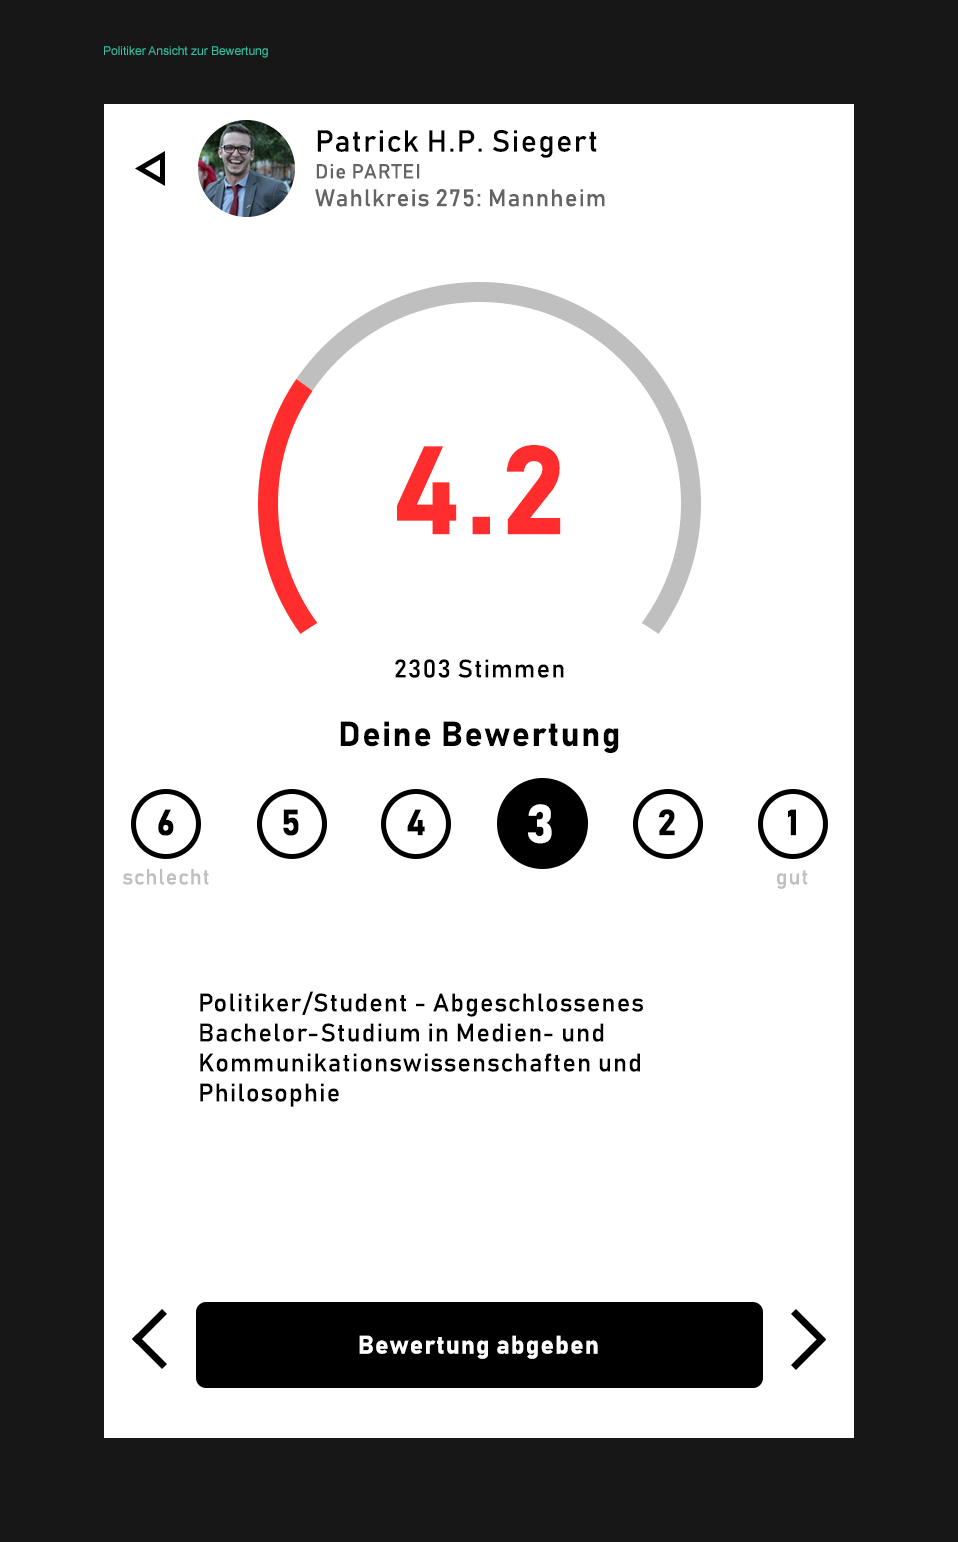 Politiker Ansicht zur Bewertung
Patrick H.P. Siegert
Die PARTEI
Wahlkreis 275: Mannheim
4.2
2303 Stimmen
Deine Bewertung
6 5 4 3 2 1
schlecht gut
Politiker/Student - Abgeschlossenes
Bachelor-Studium in Medien- und
Kommunikationswissenschaften und
Philosophie
Bewertung abgeben